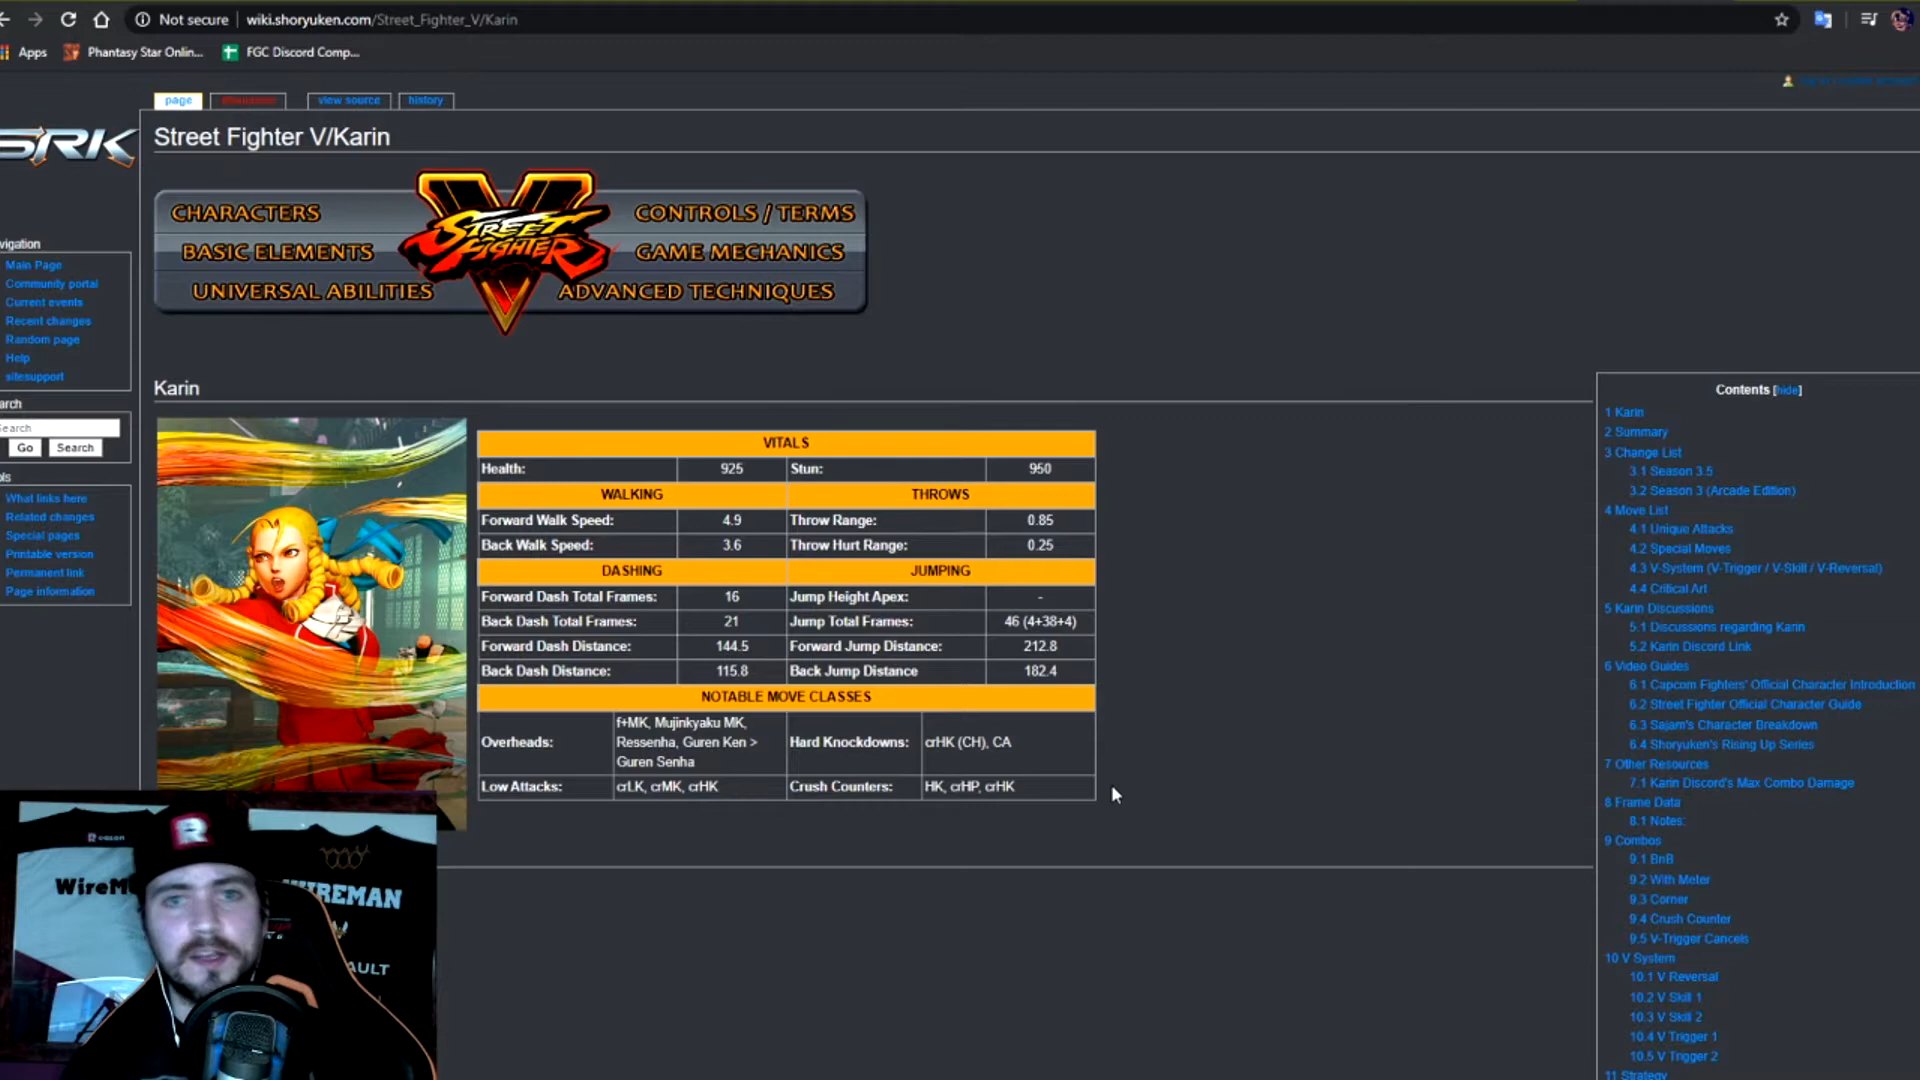 Not secure wiki.shoryuken.com/Street_Fighter_V/Karin
Apps Phantasy Star Onlin... FGC Discord Comp...
page view source history
SRK
Street Fighter V/Karin
CHARACTERS CONTROLS / TERMS
BASIC ELEMENTS GAME MECHANICS
UNIVERSAL ABILITIES ADVANCED TECHNIQUES
V STREET FIGHTER
vigation
Main Page
Community portal
Current events
Recent changes
Random page
Help
sitesupport
arch
Search
Go Search
ols
What links here
Related changes
Special pages
Printable version
Permanent link
Page information
Karin
VITALS
Health: 925 Stun: 950
WALKING THROWS
Forward Walk Speed: 4.9 Throw Range: 0.85
Back Walk Speed: 3.6 Throw Hurt Range: 0.25
DASHING JUMPING
Forward Dash Total Frames: 16 Jump Height Apex: -
Back Dash Total Frames: 21 Jump Total Frames: 46 (4+38+4)
Forward Dash Distance: 144.5 Forward Jump Distance: 212.8
Back Dash Distance: 115.8 Back Jump Distance 182.4
NOTABLE MOVE CLASSES
Overheads: f+MK, Mujinkyaku MK, Ressenha, Guren Ken > Guren Senha Hard Knockdowns: crHK (CH), CA
Low Attacks: crLK, crMK, crHK Crush Counters: HK, crHP, crHK
Contents [hide]
1 Karin
2 Summary
3 Change List
3.1 Season 3.5
3.2 Season 3 (Arcade Edition)
4 Move List
4.1 Unique Attacks
4.2 Special Moves
4.3 V-System (V-Trigger / V-Skill / V-Reversal)
4.4 Critical Art
5 Karin Discussions
5.1 Discussions regarding Karin
5.2 Karin Discord Link
6 Video Guides
6.1 Capcom Fighters' Official Character Introduction
6.2 Street Fighter Official Character Guide
6.3 Sajam's Character Breakdown
6.4 Shoryuken's Rising Up Series
7 Other Resources
7.1 Karin Discord's Max Combo Damage
8 Frame Data
8.1 Notes:
9 Combos
9.1 BnB
9.2 With Meter
9.3 Corner
9.4 Crush Counter
9.5 V-Trigger Cancels
10 V System
10.1 V Reversal
10.2 V Skill 1
10.3 V Skill 2
10.4 V Trigger 1
10.5 V Trigger 2
11 Strategy
WireM
WIREMAN
AULT